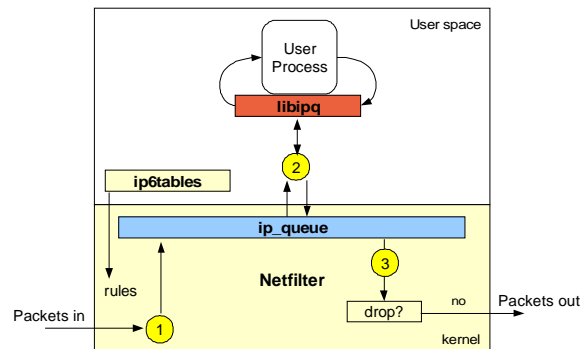 User space
User
Process
libipq
2
ip6tables
ip_queue
3
Netfilter
rules
no
Packets in
1
drop?
Packets out
kernel